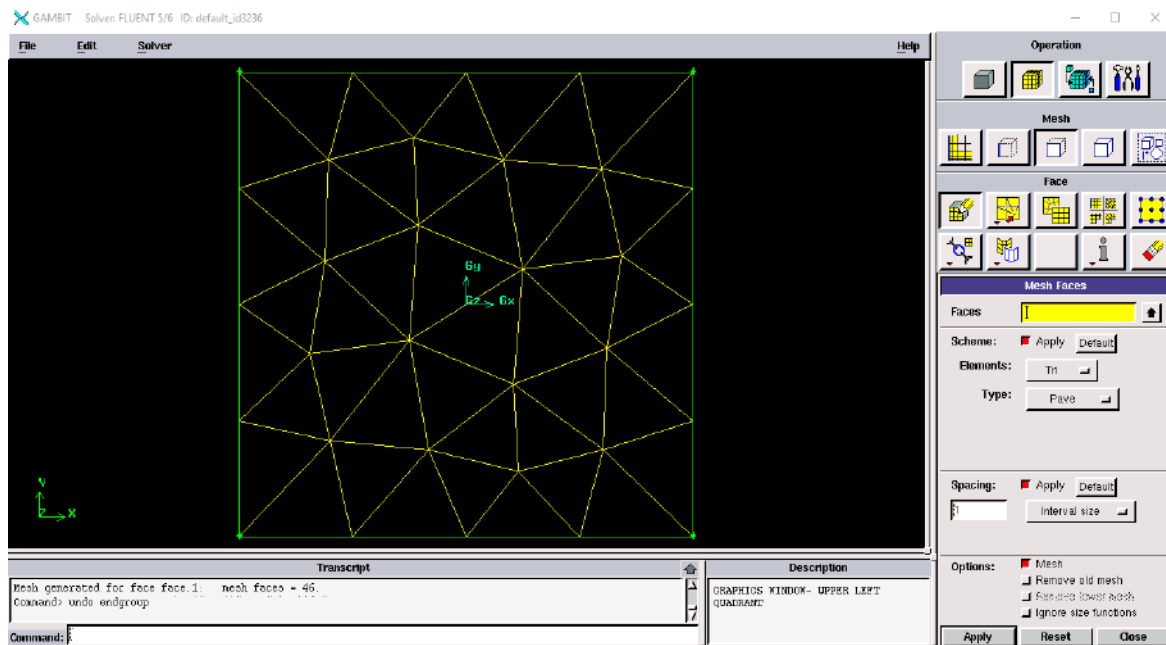 GAMBIT Solver: FLUENT 5/6 ID: default_id3236
File Edit Solver Help
Operation
Mesh
Face
Gy
Gz Gx
Mesh Faces
Faces
Scheme: Apply Default
Elements: Tri
Type: Pave
Spacing: Apply Default
1 Interval size
Y
Z X
Options: Mesh
Remove old mesh
Remove lower mesh
Ignore size functions
Apply Reset Close
Transcript
Mesh generated for face face.1: mesh faces = 46.
Command> undo endgroup
Command:
Description
GRAPHICS WINDOW- UPPER LEFT
QUADRANT